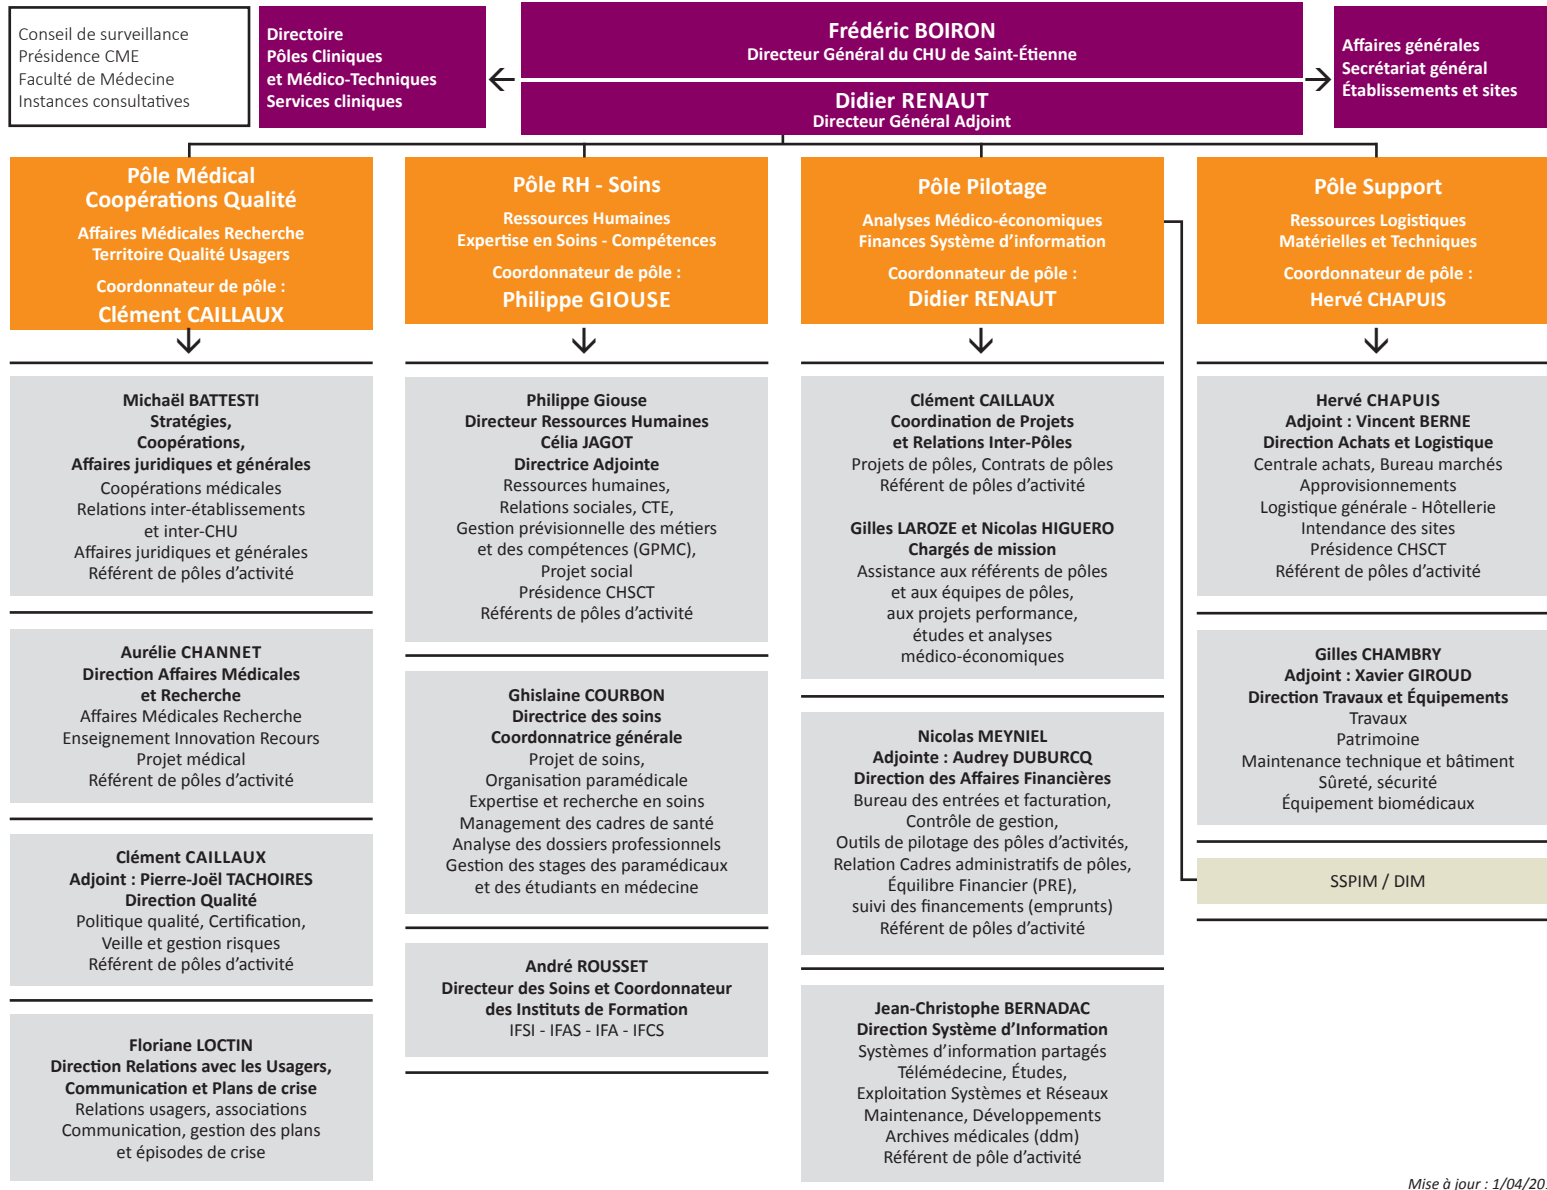 Conseil de surveillance
Présidence CME
Faculté de Médecine
Instances consultatives
Directoire
Pôles Cliniques
et Médico-Techniques
Services cliniques
Frédéric BOIRON
Directeur Général du CHU de Saint-Étienne
Didier RENAUT
Directeur Général Adjoint
Affaires générales
Secrétariat général
Établissements et sites
Pôle Médical
Coopérations Qualité
Affaires Médicales Recherche
Territoire Qualité Usagers
Coordonnateur de pôle :
Clément CAILLAUX
Michaël BATTESTI
Stratégies,
Coopérations,
Affaires juridiques et générales
Coopérations médicales
Relations inter-établissements
et inter-CHU
Affaires juridiques et générales
Référent de pôles d'activité
Aurélie CHANNET
Direction Affaires Médicales
et Recherche
Affaires Médicales Recherche
Enseignement Innovation Recours
Projet médical
Référent de pôles d'activité
Clément CAILLAUX
Adjoint : Pierre-Joël TACHOIRES
Direction Qualité
Politique qualité, Certification,
Veille et gestion risques
Référent de pôles d'activité
Floriane LOCTIN
Direction Relations avec les Usagers,
Communication et Plans de crise
Relations usagers, associations
Communication, gestion des plans
et épisodes de crise
Pôle RH - Soins
Ressources Humaines
Expertise en Soins - Compétences
Coordonnateur de pôle :
Philippe GIOUSE
Philippe Giouse
Directeur Ressources Humaines
Célia JAGOT
Directrice Adjointe
Ressources humaines,
Relations sociales, CTE,
Gestion prévisionnelle des métiers
et des compétences (GPMC),
Projet social
Présidence CHSCT
Référents de pôles d'activité
Ghislaine COURBON
Directrice des soins
Coordonnatrice générale
Projet de soins,
Organisation paramédicale
Expertise et recherche en soins
Management des cadres de santé
Analyse des dossiers professionnels
Gestion des stages des paramédicaux
et des étudiants en médecine
André ROUSSET
Directeur des Soins et Coordonnateur
des Instituts de Formation
IFSI - IFAS - IFA - IFCS
Pôle Pilotage
Analyses Médico-économiques
Finances Système d'information
Coordonnateur de pôle :
Didier RENAUT
Clément CAILLAUX
Coordination de Projets
et Relations Inter-Pôles
Projets de pôles, Contrats de pôles
Référent de pôles d'activité
Gilles LAROZE et Nicolas HIGUERO
Chargés de mission
Assistance aux référents de pôles
et aux équipes de pôles,
aux projets performance,
études et analyses
médico-économiques
Nicolas MEYNIEL
Adjointe : Audrey DUBURCQ
Direction des Affaires Financières
Bureau des entrées et facturation,
Contrôle de gestion,
Outils de pilotage des pôles d'activités,
Relation Cadres administratifs de pôles,
Équilibre Financier (PRE),
suivi des financements (emprunts)
Référent de pôles d'activité
Jean-Christophe BERNADAC
Direction Système d'Information
Systèmes d'information partagés
Télémédecine, Études,
Exploitation Systèmes et Réseaux
Maintenance, Développements
Archives médicales (ddm)
Référent de pôle d'activité
Pôle Support
Ressources Logistiques
Matérielles et Techniques
Coordonnateur de pôle :
Hervé CHAPUIS
Hervé CHAPUIS
Adjoint : Vincent BERNE
Direction Achats et Logistique
Centrale achats, Bureau marchés
Approvisionnements
Logistique générale - Hôtellerie
Intendance des sites
Présidence CHSCT
Référent de pôles d'activité
Gilles CHAMBRY
Adjoint : Xavier GIROUD
Direction Travaux et Équipements
Travaux
Patrimoine
Maintenance technique et bâtiment
Sûreté, sécurité
Équipement biomédicaux
SSPIM / DIM
Mise à jour :